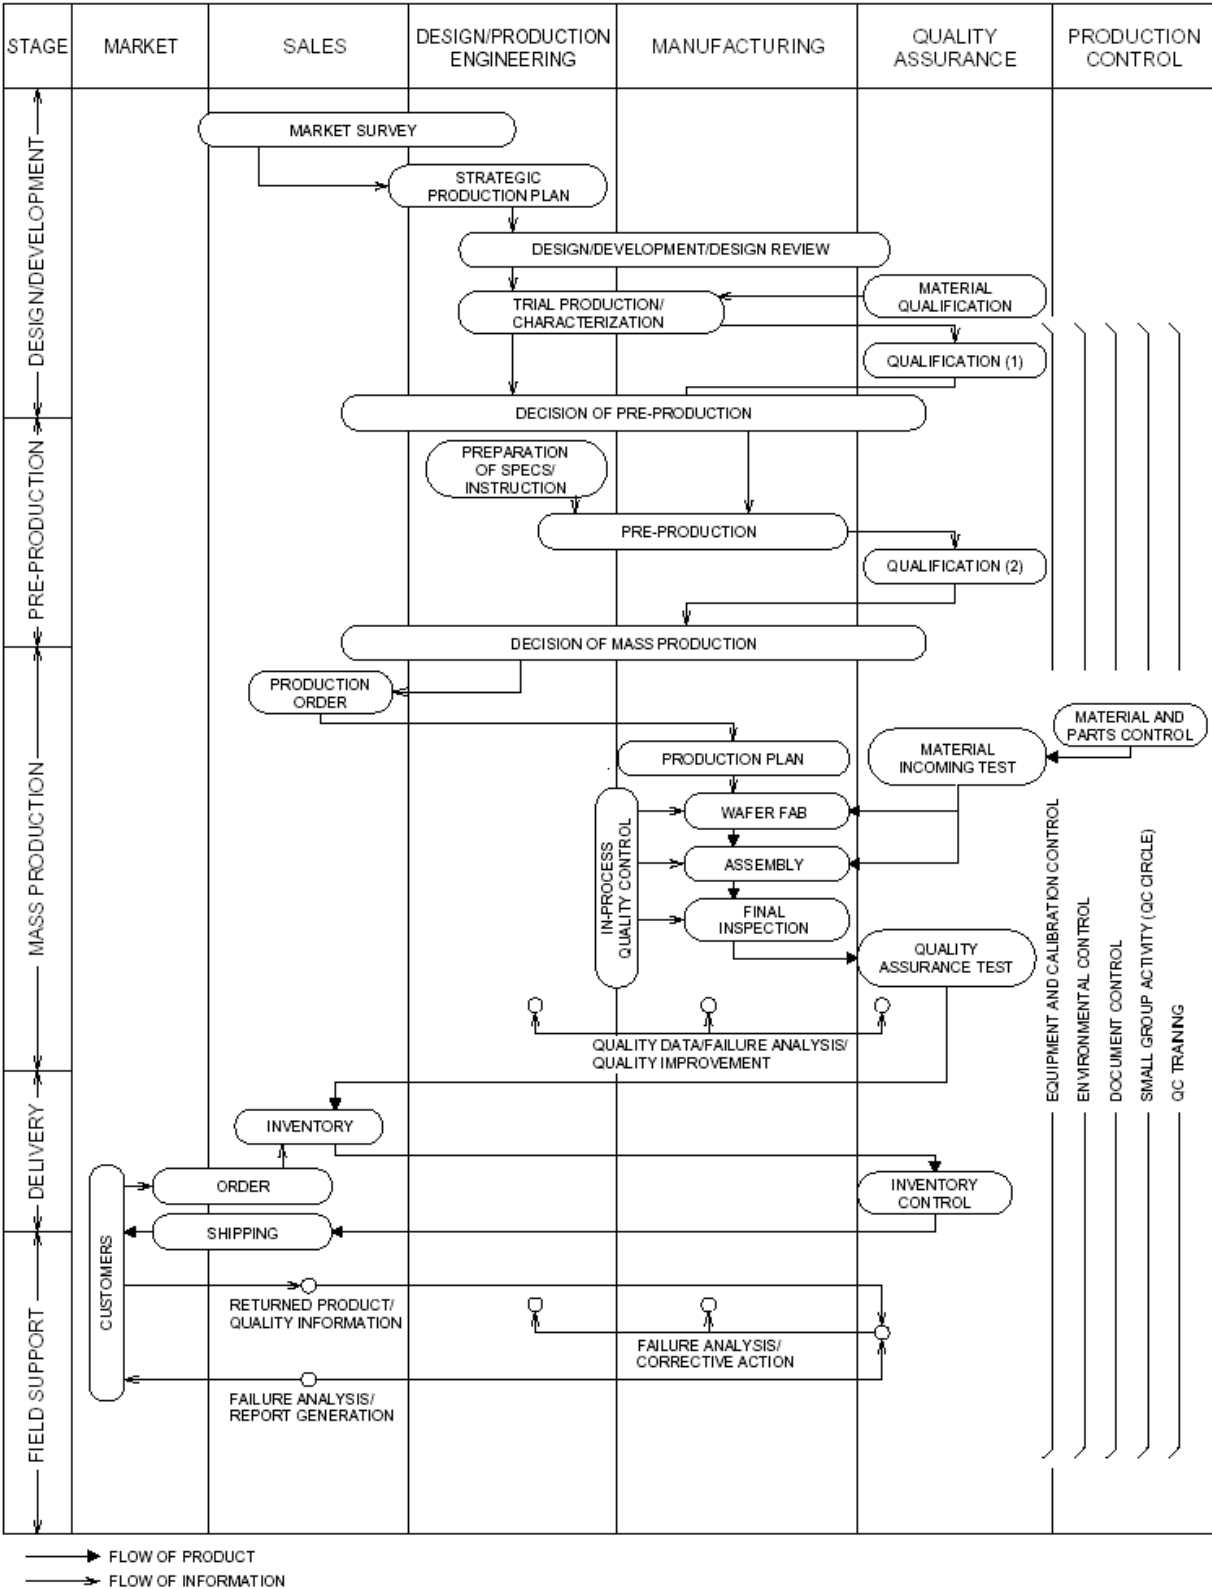 STAGE
MARKET
SALES
DESIGN/PRODUCTION
ENGINEERING
MANUFACTURING
QUALITY
ASSURANCE
PRODUCTION
CONTROL
DESIGN/DEVELOPMENT
MARKET SURVEY
STRATEGIC
PRODUCTION PLAN
DESIGN/DEVELOPMENT/DESIGN REVIEW
MATERIAL
QUALIFICATION
TRIAL PRODUCTION/
CHARACTERIZATION
QUALIFICATION (1)
DECISION OF PRE-PRODUCTION
PRE-PRODUCTION
PREPARATION
OF SPECS/
INSTRUCTION
PRE-PRODUCTION
QUALIFICATION (2)
DECISION OF MASS PRODUCTION
MASS PRODUCTION
PRODUCTION
ORDER
MATERIAL AND
PARTS CONTROL
PRODUCTION PLAN
MATERIAL
INCOMING TEST
IN-PROCESS
QUALITY CONTROL
WAFER FAB
ASSEMBLY
FINAL
INSPECTION
QUALITY
ASSURANCE TEST
QUALITY DATA/FAILURE ANALYSIS/
QUALITY IMPROVEMENT
EQUIPMENT AND CALIBRATION CONTROL
ENVIRONMENTAL CONTROL
DOCUMENT CONTROL
SMALL GROUP ACTIVITY (QC CIRCLE)
QC TRAINING
DELIVERY
INVENTORY
ORDER
INVENTORY
CONTROL
SHIPPING
CUSTOMERS
FIELD SUPPORT
RETURNED PRODUCT/
QUALITY INFORMATION
FAILURE ANALYSIS/
CORRECTIVE ACTION
FAILURE ANALYSIS/
REPORT GENERATION
FLOW OF PRODUCT
FLOW OF INFORMATION